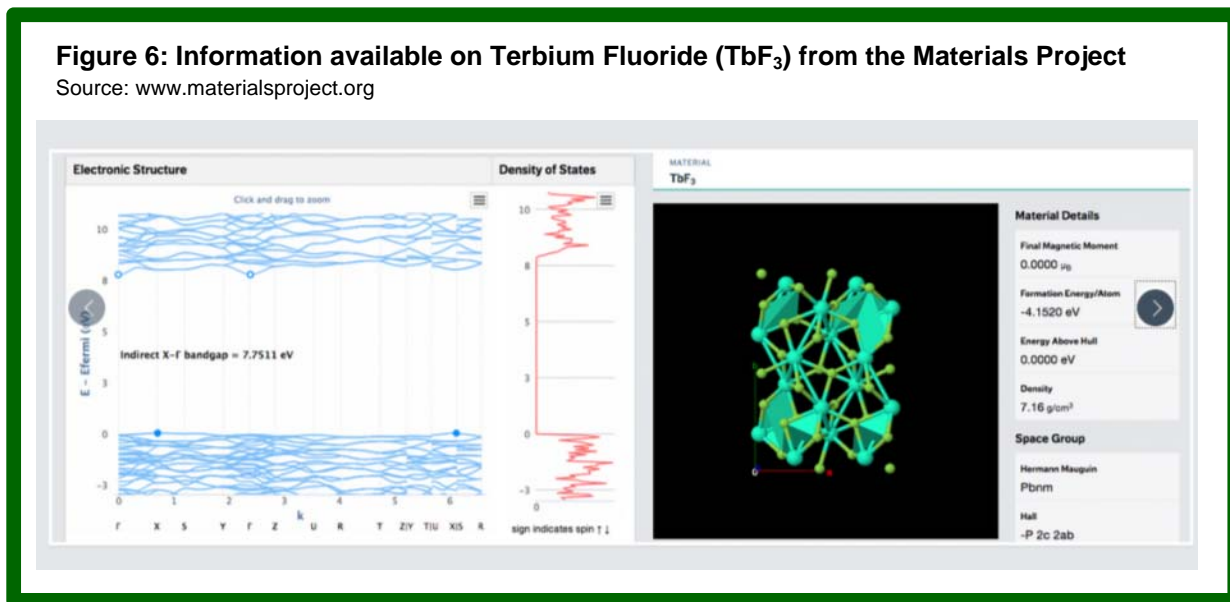 Figure 6: Information available on Terbium Fluoride (TbF₃) from the Materials Project
Source: www.materialsproject.org
Electronic Structure
Click and drag to zoom
E - Efermi (eV)
10
8
5
3
0
-3
Indirect X-Γ bandgap = 7.7511 eV
0 1 2 3 4 5 6
k
Γ X S Y Γ Z U R T Z|Y T|U X|S R
Density of States
10
8
5
3
0
-3
0
sign indicates spin ↑ ↓
MATERIAL
TbF₃
Material Details
Final Magnetic Moment
0.0000 μB
Formation Energy/Atom
-4.1520 eV
Energy Above Hull
0.0000 eV
Density
7.16 g/cm³
Space Group
Hermann Mauguin
Pbnm
Hall
-P 2c 2ab